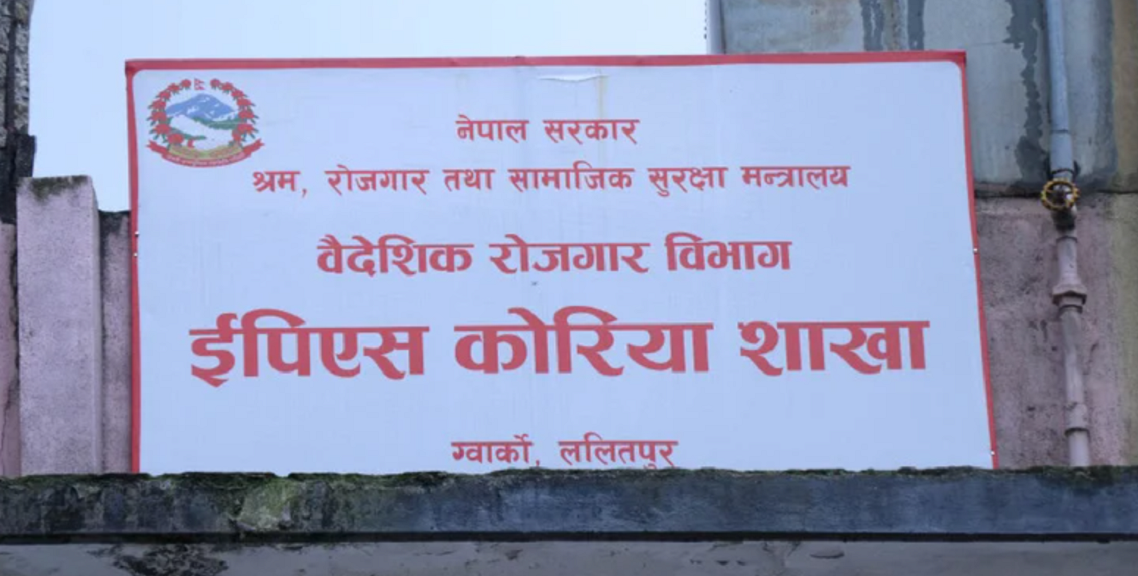 नेपाल सरकार
श्रम, रोजगार तथा सामाजिक सुरक्षा मन्त्रालय
वैदेशिक रोजगार विभाग
ईपिएस कोरिया शाखा
ग्वार्को, ललितपुर